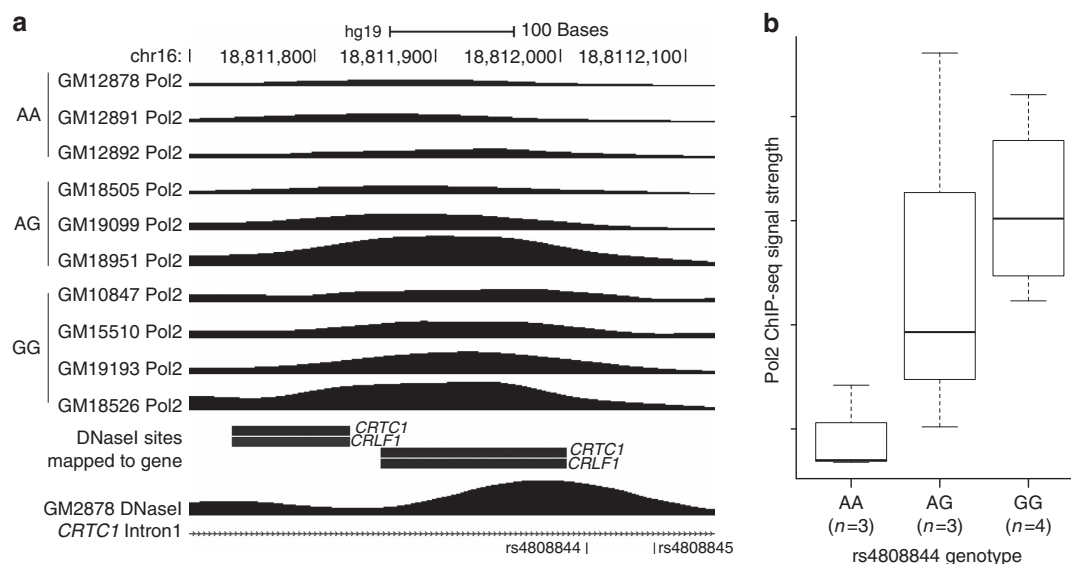 a
hg19 100 Bases
chr16: 18,811,800 18,811,900 18,812,000 18,8112,100
AA
GM12878 Pol2
GM12891 Pol2
GM12892 Pol2
AG
GM18505 Pol2
GM19099 Pol2
GM18951 Pol2
GG
GM10847 Pol2
GM15510 Pol2
GM19193 Pol2
GM18526 Pol2
DNaseI sites
mapped to gene
CRTC1
CRLF1
CRTC1
CRLF1
GM2878 DNaseI
CRTC1 Intron1
rs4808844 rs4808845
b
Pol2 ChIP-seq signal strength
AA AG GG
(n=3) (n=3) (n=4)
rs4808844 genotype